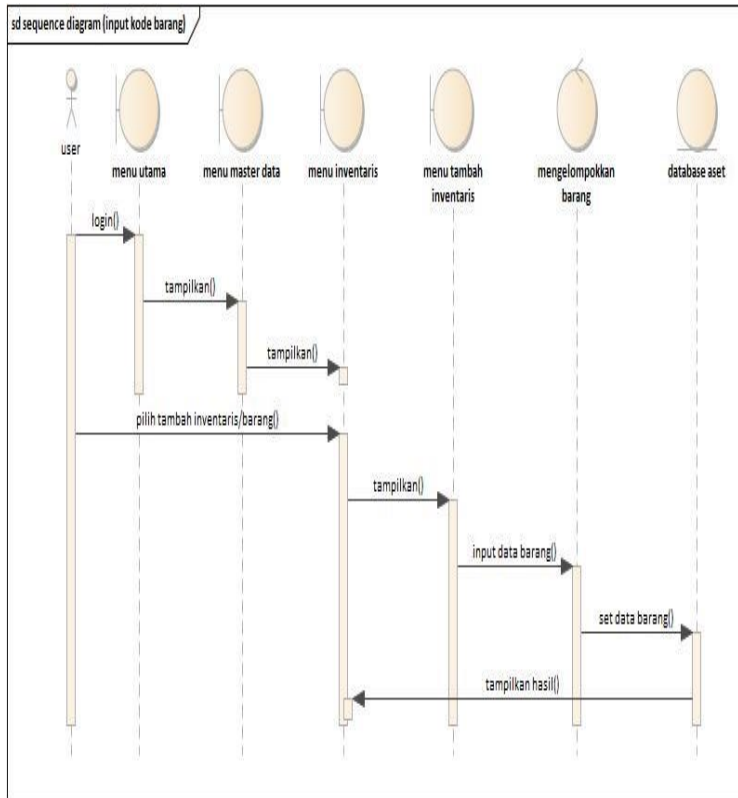 sd sequence diagram (input kode barang)
user
menu utama
menu master data
menu inventaris
menu tambah
inventaris
mengelompokkan
barang
database aset
login()
tampilkan()
tampilkan()
pilih tambah inventaris/barang()
tampilkan()
input data barang()
set data barang()
tampilkan hasil()